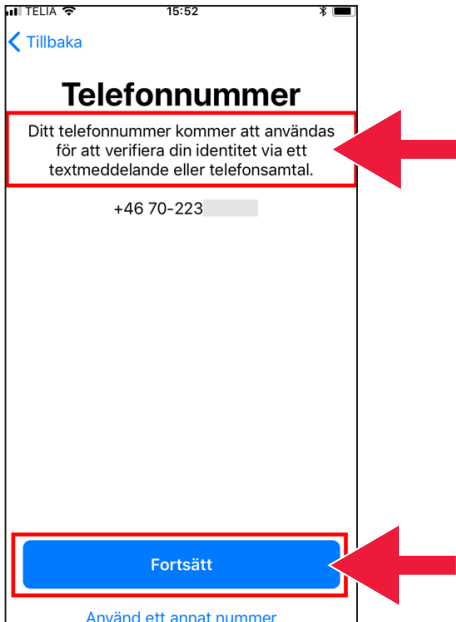 TELIA 15:52
Tillbaka
Telefonnummer
Ditt telefonnummer kommer att användas
för att verifiera din identitet via ett
textmeddelande eller telefonsamtal.
+46 70-223
Fortsätt
Använd ett annat nummer